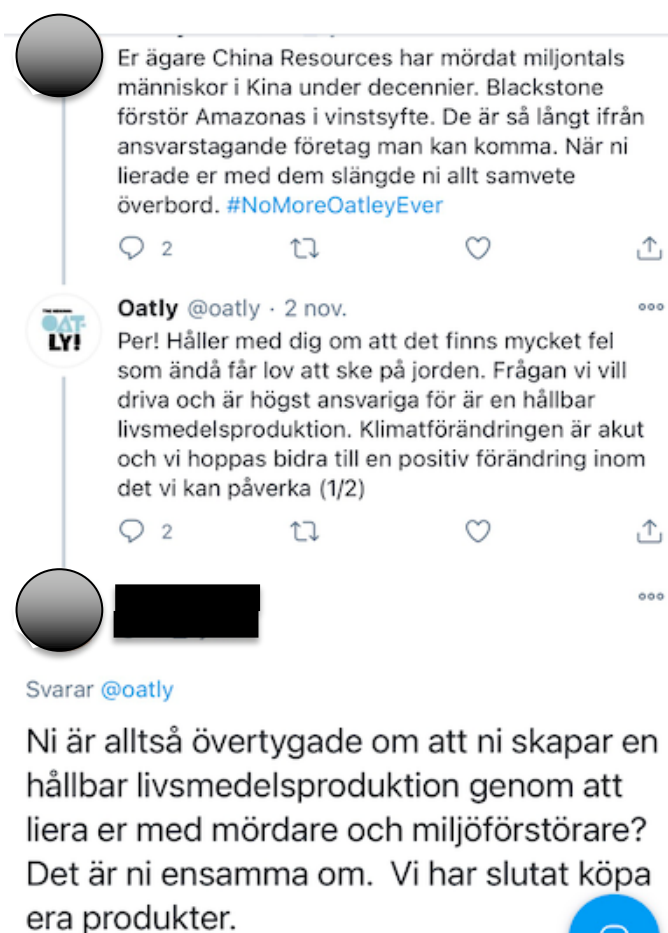 Er ägare China Resources har mördat miljontals
människor i Kina under decennier. Blackstone
förstör Amazonas i vinstsyfte. De är så långt ifrån
ansvarstagande företag man kan komma. När ni
lierade er med dem slängde ni allt samvete
överbord. #NoMoreOatleyEver
2
THE ORIGINAL
OAT-
LY!
Oatly @oatly · 2 nov.
Per! Håller med dig om att det finns mycket fel
som ändå får lov att ske på jorden. Frågan vi vill
driva och är högst ansvariga för är en hållbar
livsmedelsproduktion. Klimatförändringen är akut
och vi hoppas bidra till en positiv förändring inom
det vi kan påverka (1/2)
2
Svarar @oatly
Ni är alltså övertygade om att ni skapar en
hållbar livsmedelsproduktion genom att
liera er med mördare och miljöförstörare?
Det är ni ensamma om.  Vi har slutat köpa
era produkter.